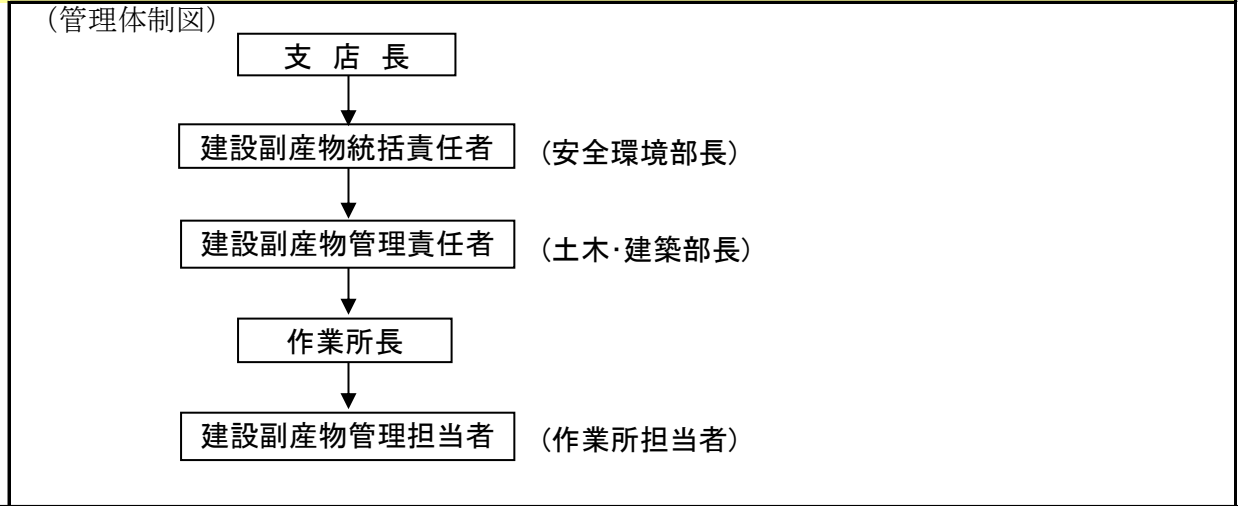 （管理体制図）
支 店 長
建設副産物統括責任者 （安全環境部長）
建設副産物管理責任者 （土木・建築部長）
作業所長
建設副産物管理担当者 （作業所担当者）